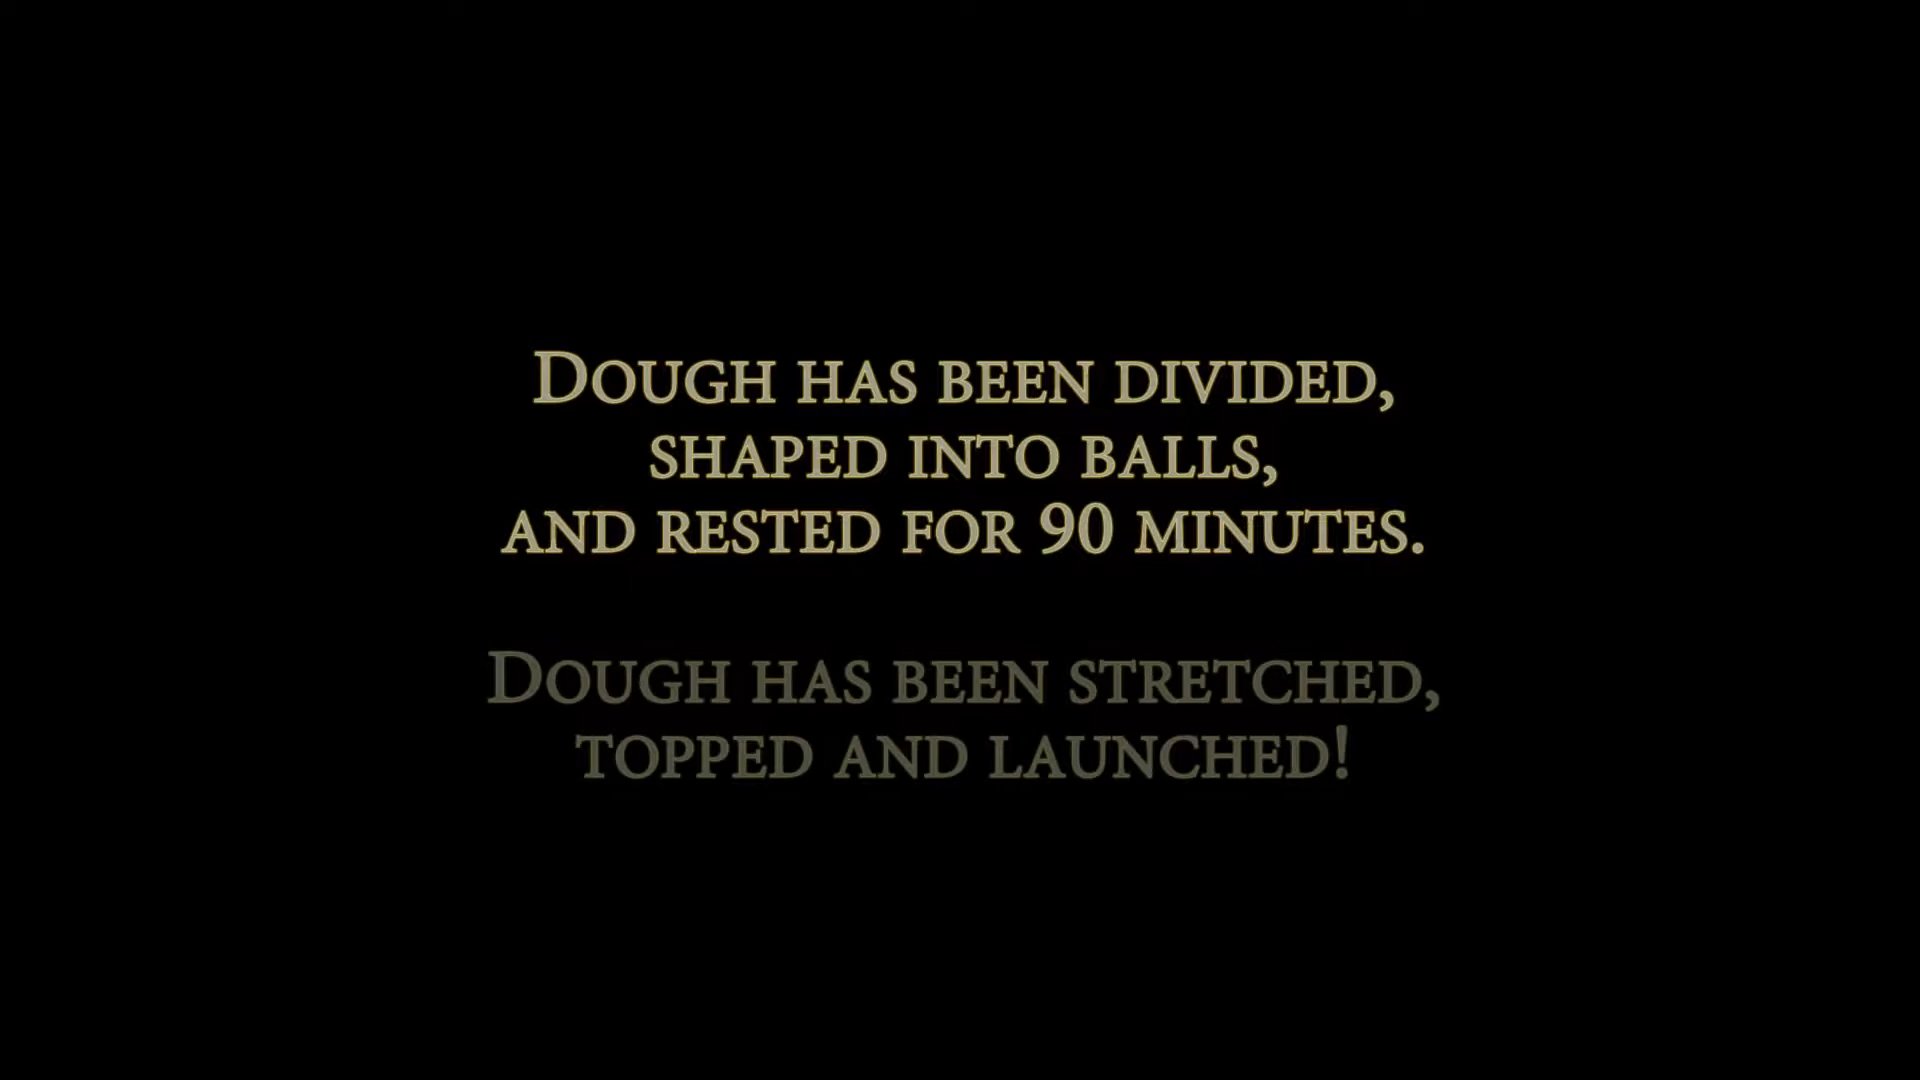 Dough has been divided,
shaped into balls,
and rested for 90 minutes.
Dough has been stretched,
topped and launched!